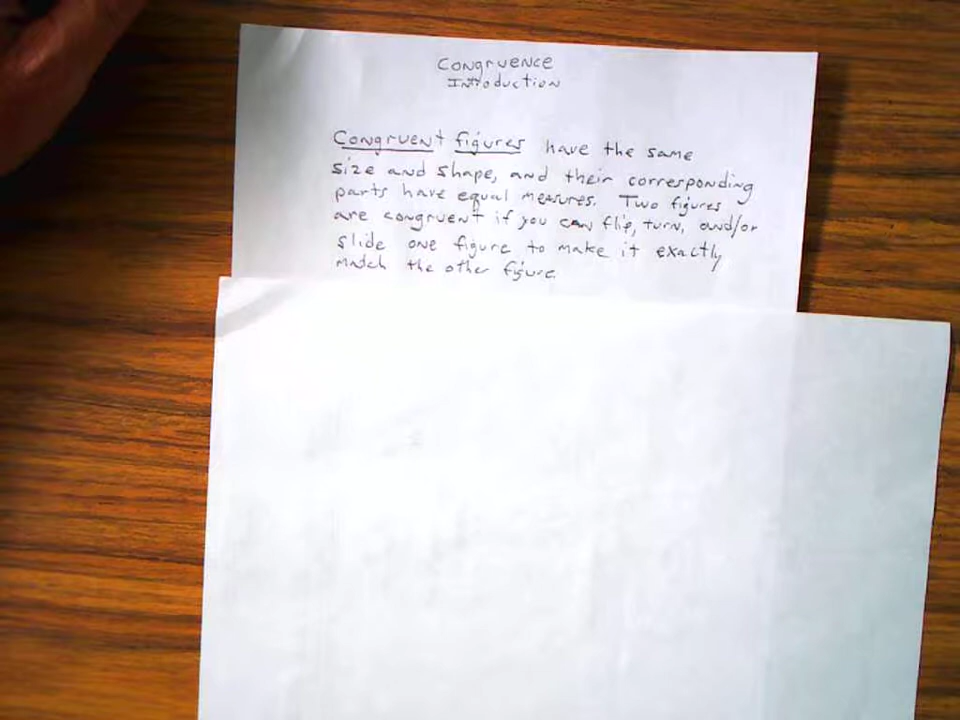 Congruence
Introduction
Congruent figures have the same
size and shape, and their corresponding
parts have equal measures. Two figures
are congruent if you can flip, turn, and/or
slide one figure to make it exactly
match the other figure.